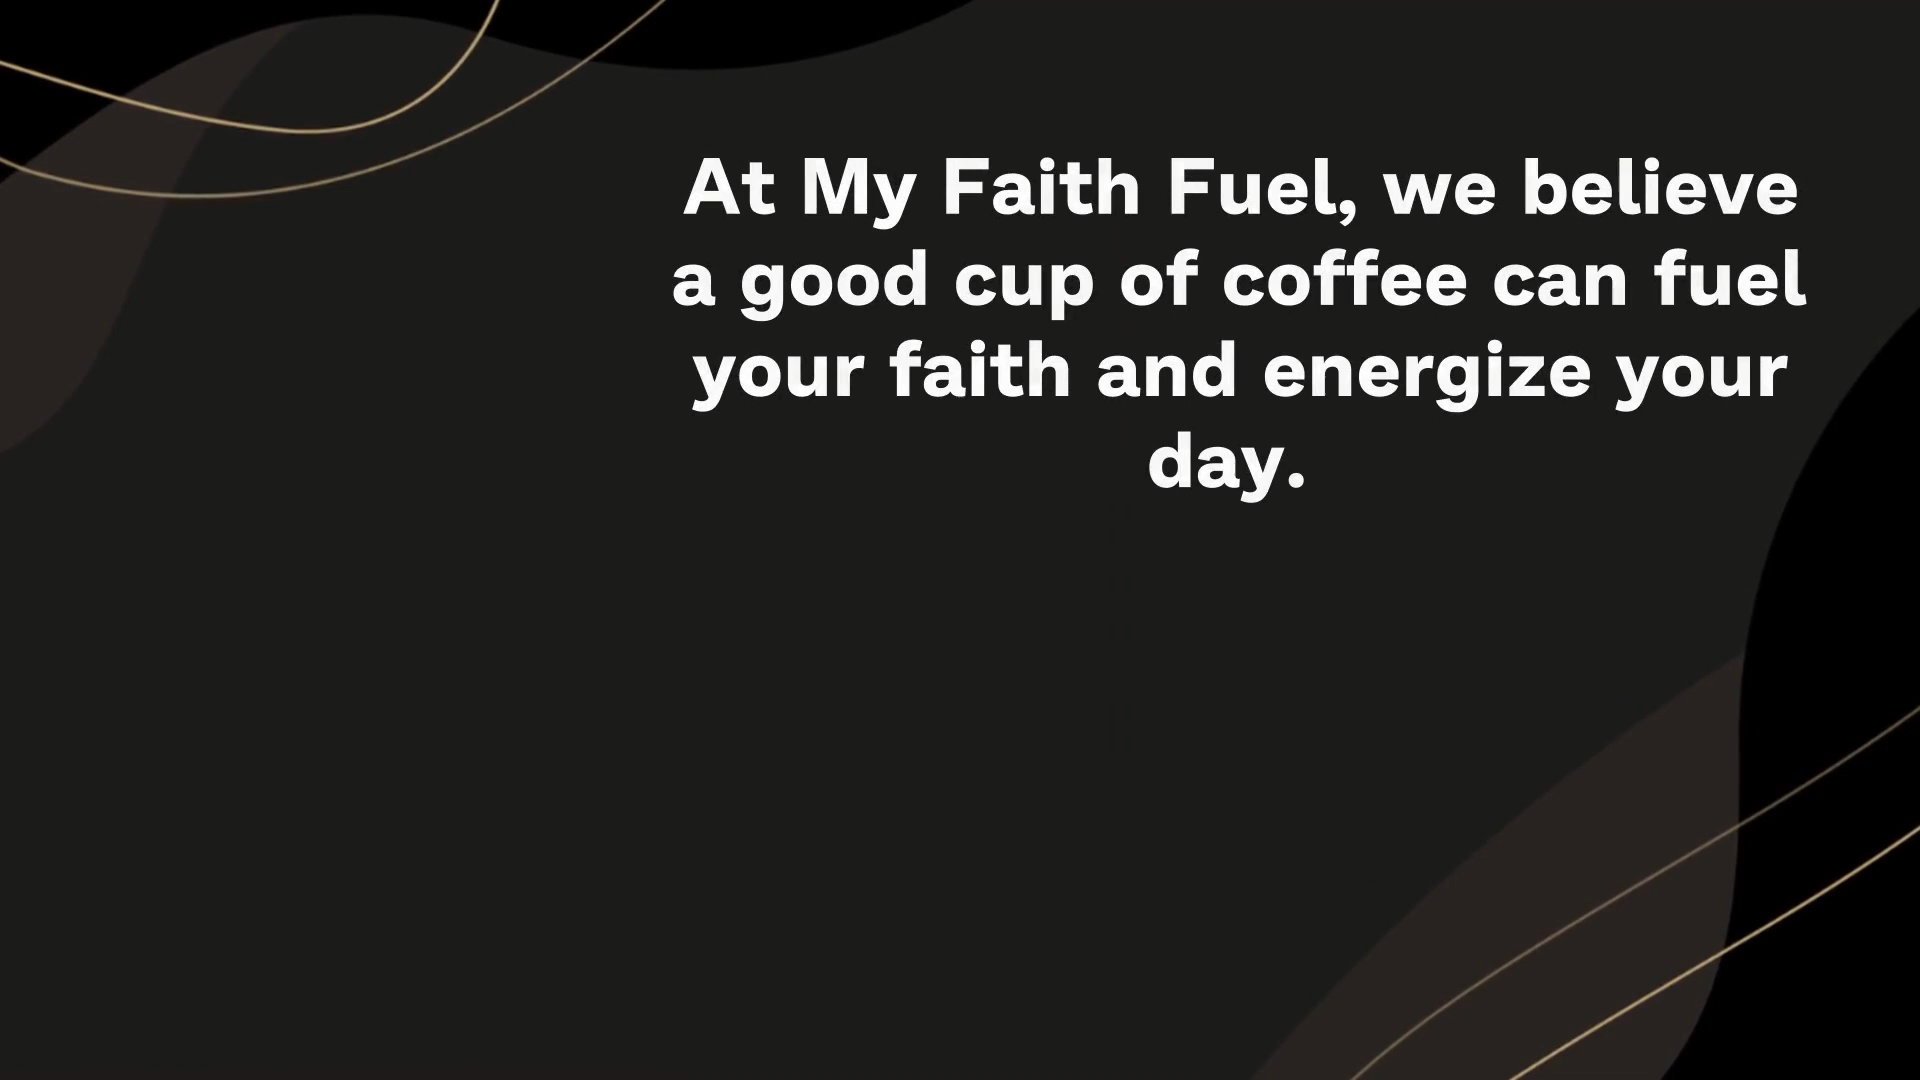 At My Faith Fuel, we believe
a good cup of coffee can fuel
your faith and energize your
day.